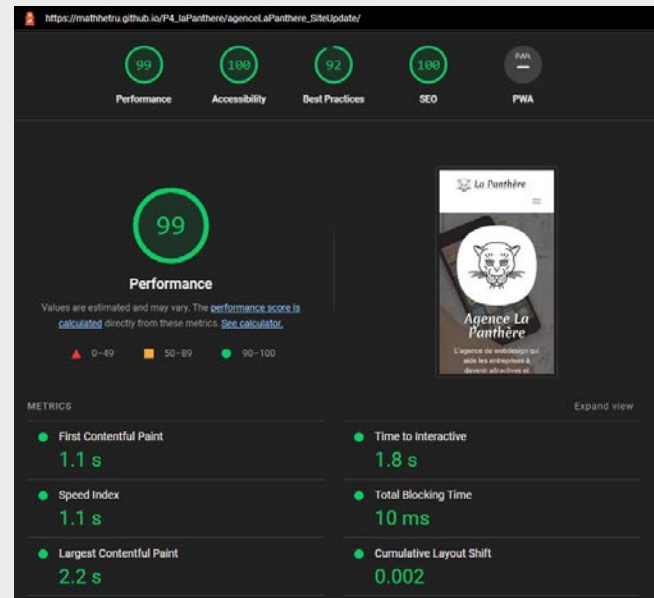 https://mathhetru.github.io/P4_laPanthere/agenceLaPanthere_SiteUpdate/
99
Performance
100
Accessibility
92
Best Practices
100
SEO
PWA
PWA
99
Performance
Values are estimated and may vary. The performance score is
calculated directly from these metrics. See calculator.
0–49
50–89
90–100
La Panthère
Agence La
Panthère
L'agence de webdesign qui
aide les entreprises à
devenir attractives et
METRICS
Expand view
First Contentful Paint
1.1 s
Time to Interactive
1.8 s
Speed Index
1.1 s
Total Blocking Time
10 ms
Largest Contentful Paint
2.2 s
Cumulative Layout Shift
0.002